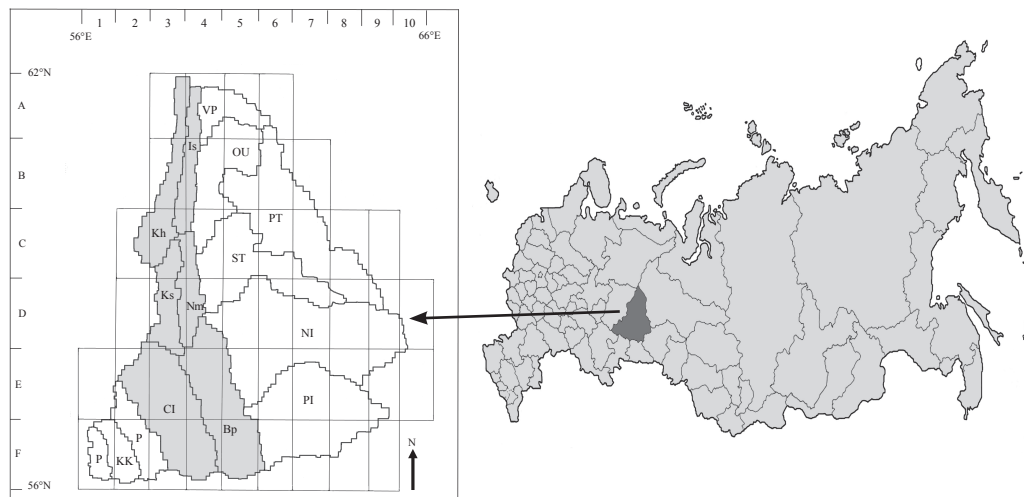 1 2 3 4 5 6 7 8 9 10
56°E 66°E
62°N
A
VP
Is
OU
B
PT
Kh
C
ST
Ks
Nm
D
NI
E
PI
CI
Bp
P
N
F
P
KK
56°N